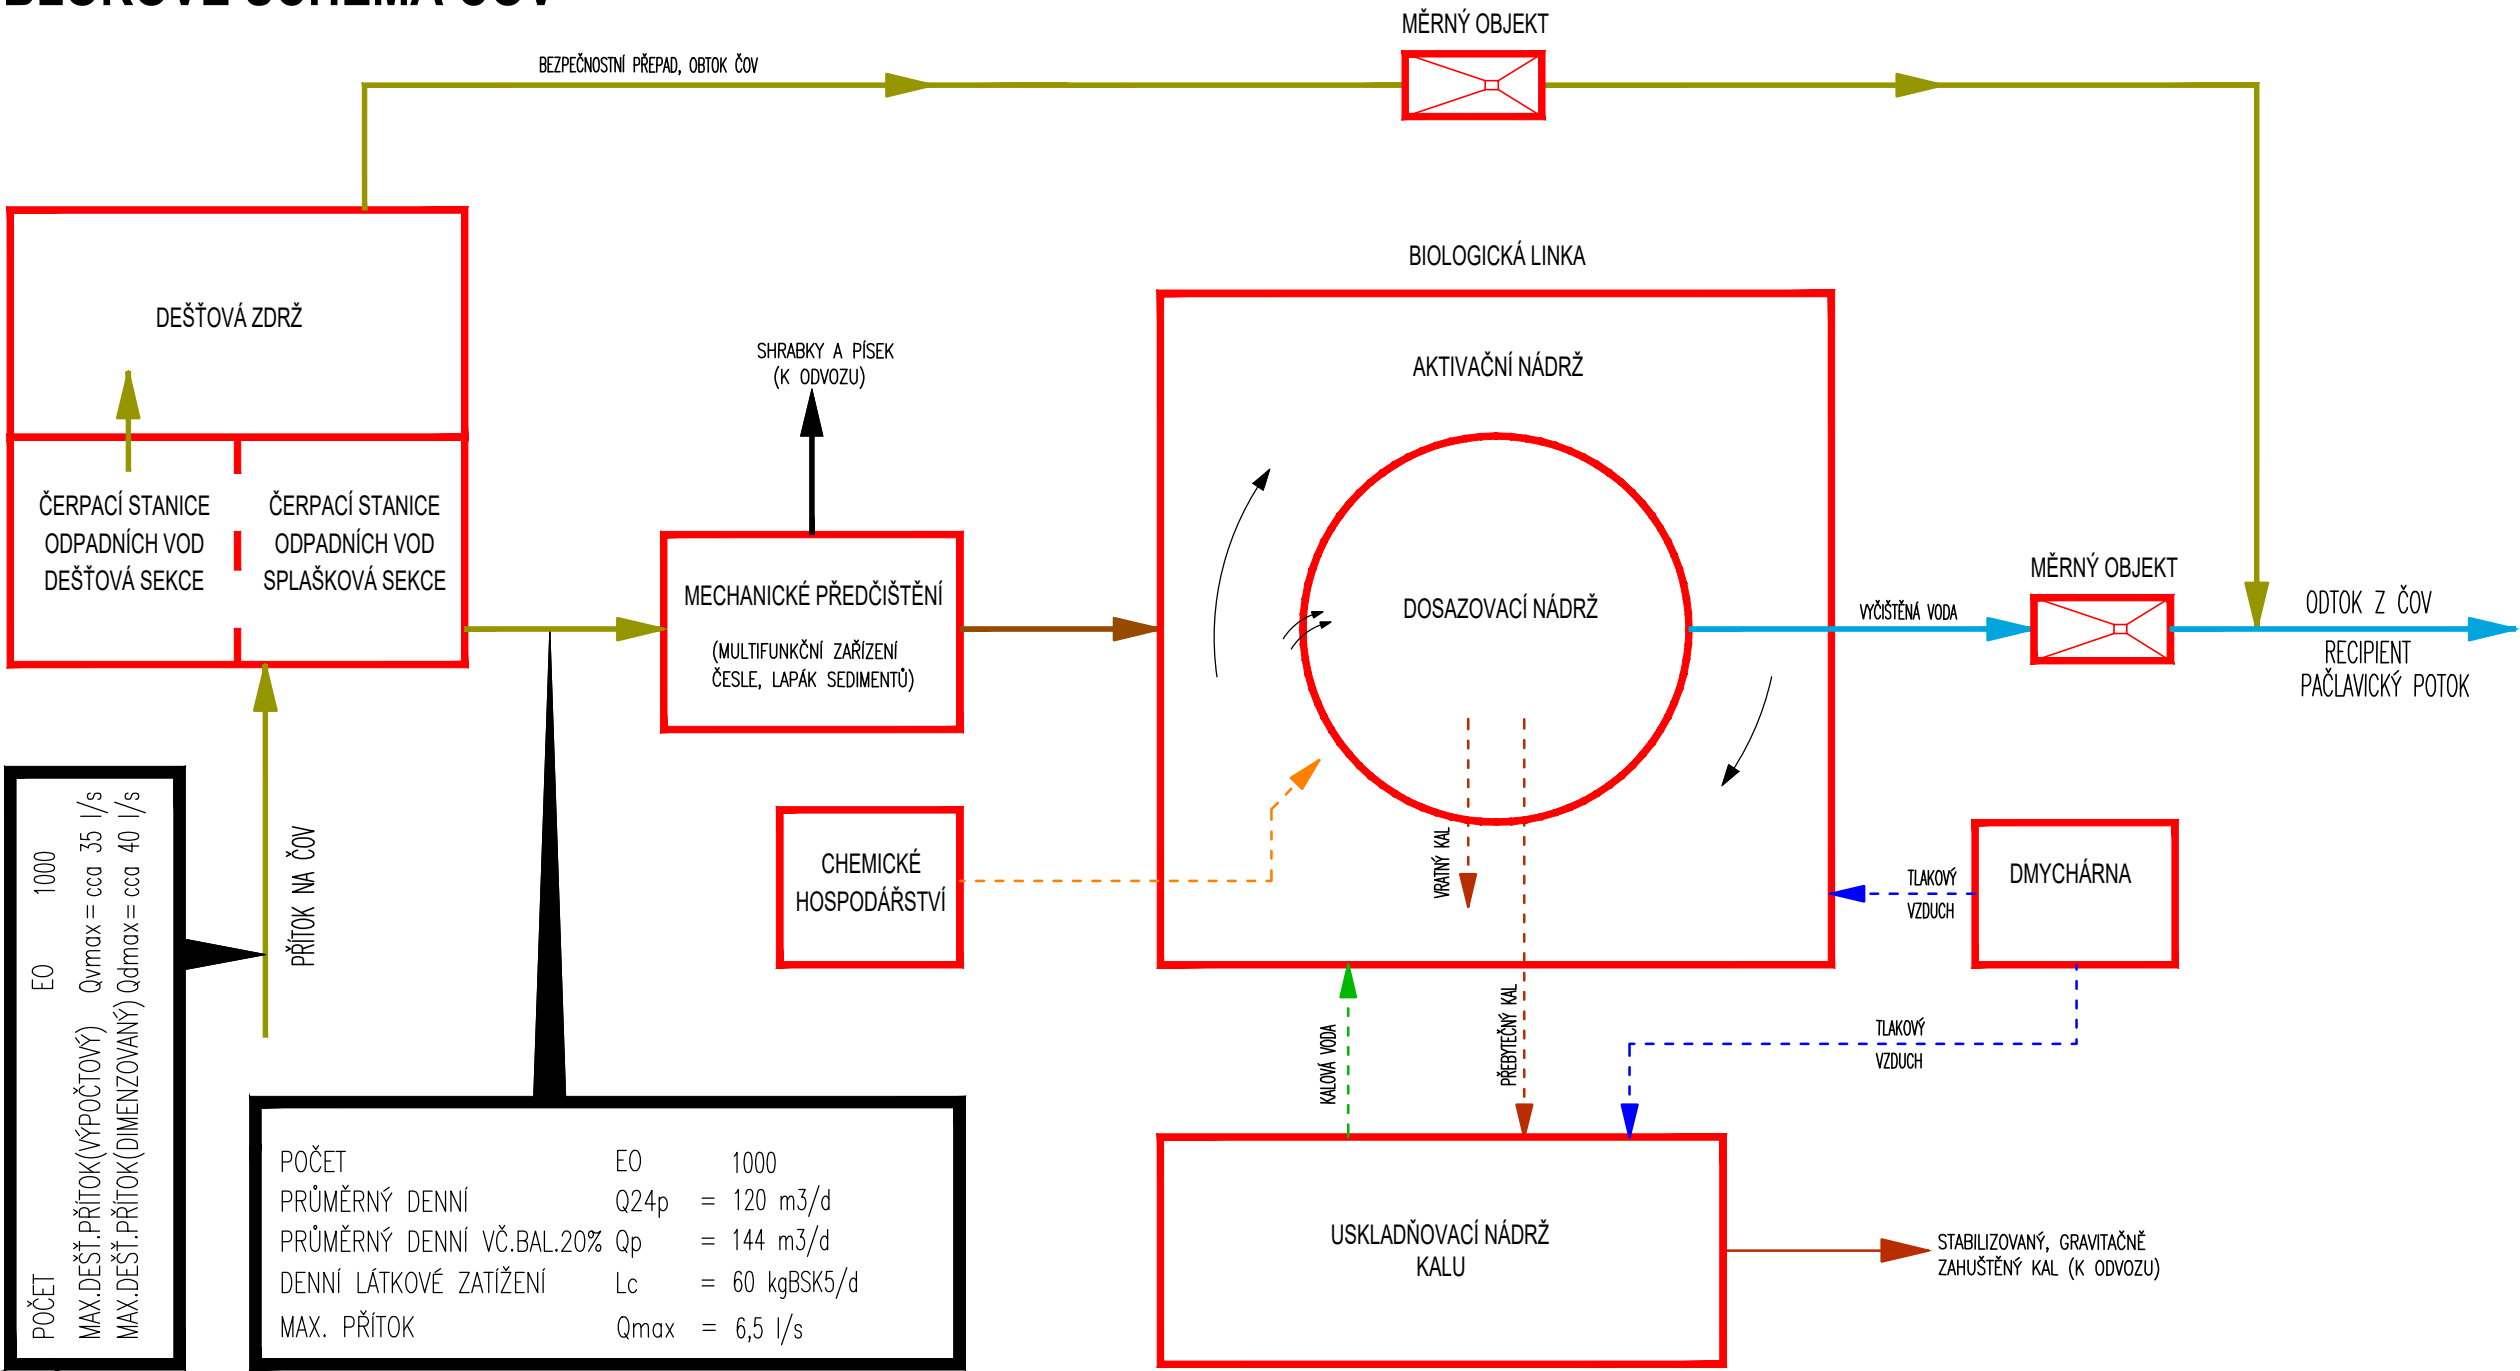 MĚRNÝ OBJEKT
BEZPEČNOSTNÍ PŘEPAD, OBTOK ČOV
DEŠŤOVÁ ZDRŽ
ČERPACÍ STANICE
ODPADNÍCH VOD
DEŠŤOVÁ SEKCE
ČERPACÍ STANICE
ODPADNÍCH VOD
SPLAŠKOVÁ SEKCE
SHRABKY A PÍSEK
(K ODVOZU)
MECHANICKÉ PŘEDČIŠTĚNÍ
(MULTIFUNKČNÍ ZAŘÍZENÍ
ČESLE, LAPÁK SEDIMENTŮ)
BIOLOGICKÁ LINKA
AKTIVAČNÍ NÁDRŽ
DOSAZOVACÍ NÁDRŽ
VYČIŠTĚNÁ VODA
MĚRNÝ OBJEKT
ODTOK Z ČOV
RECIPIENT
PAČLAVICKÝ POTOK
CHEMICKÉ
HOSPODÁŘSTVÍ
VRATNÝ KAL
TLAKOVÝ
VZDUCH
DMYCHÁRNA
PŘÍTOK NA ČOV
POČET EO 1000
MAX.DEŠŤ.PŘÍTOK(VÝPOČTOVÝ) Qvmax = cca 35 l/s
MAX.DEŠŤ.PŘÍTOK(DIMENZOVANÝ) Qdmax= cca 40 l/s
KALOVÁ VODA
PŘEBYTEČNÝ KAL
TLAKOVÝ
VZDUCH
POČET EO 1000
PRŮMĚRNÝ DENNÍ Q24p = 120 m3/d
PRŮMĚRNÝ DENNÍ VČ.BAL.20% Qp = 144 m3/d
DENNÍ LÁTKOVÉ ZATÍŽENÍ Lc = 60 kgBSK5/d
MAX. PŘÍTOK Qmax = 6,5 l/s
USKLADŇOVACÍ NÁDRŽ
KALU
STABILIZOVANÝ, GRAVITAČNĚ
ZAHUŠTĚNÝ KAL (K ODVOZU)